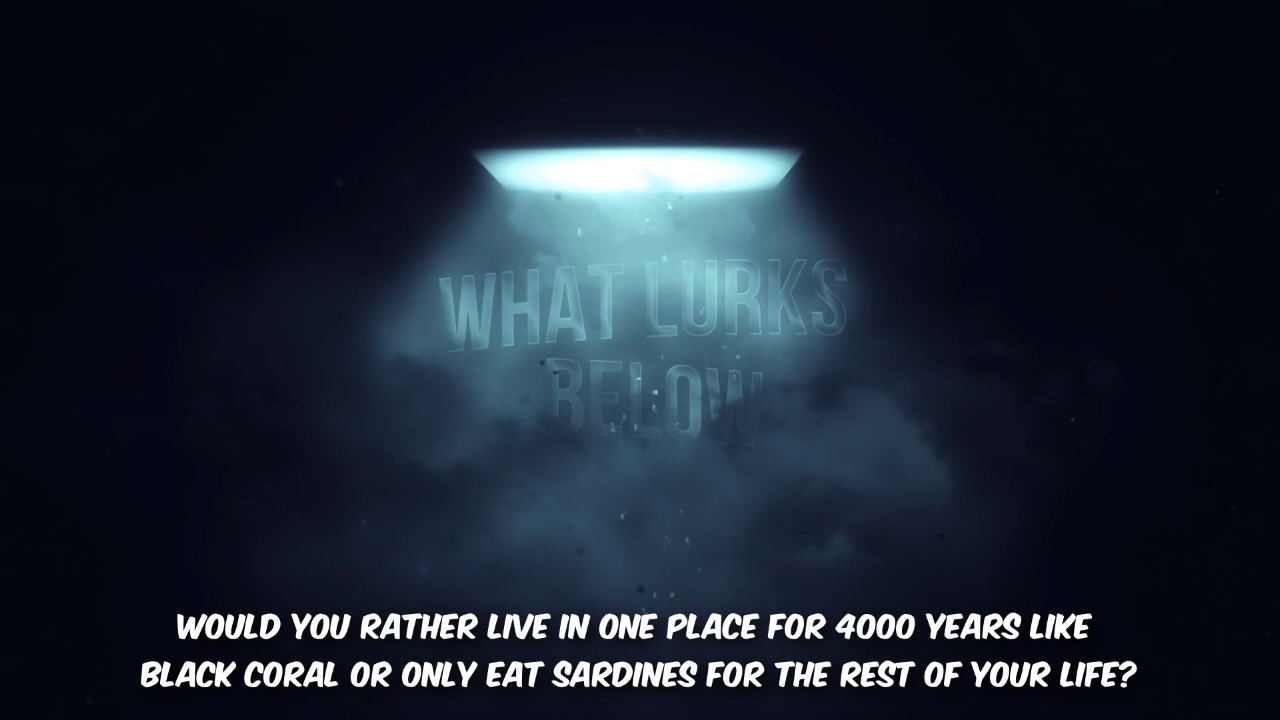 WHAT LURKS
BELOW
WOULD YOU RATHER LIVE IN ONE PLACE FOR 4000 YEARS LIKE
BLACK CORAL OR ONLY EAT SARDINES FOR THE REST OF YOUR LIFE?